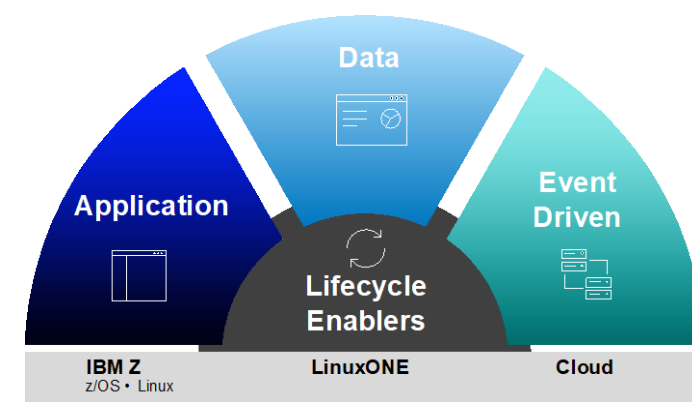 Data
Application
Event
Driven
Lifecycle
Enablers
IBM Z
z/OS • Linux
LinuxONE
Cloud